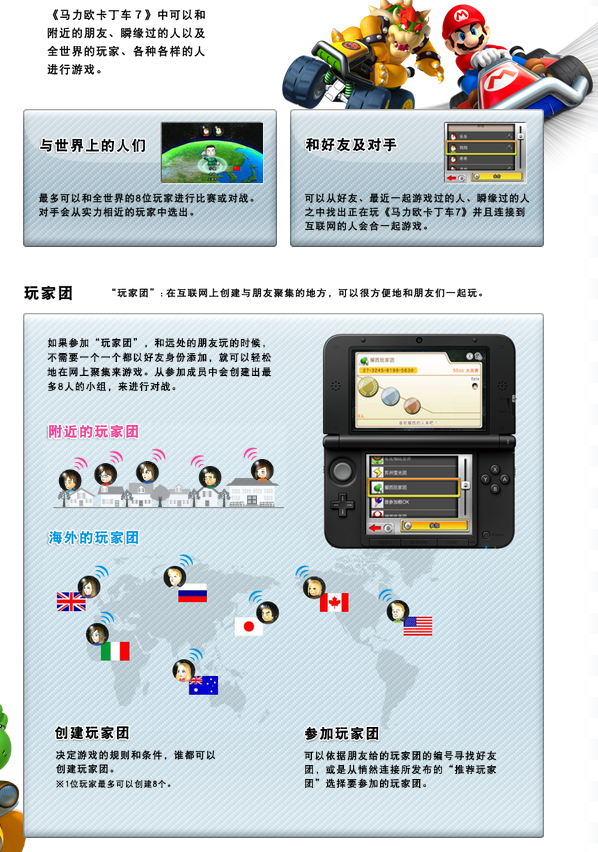 《马力欧卡丁车７》中可以和
附近的朋友、瞬缘过的人以及
全世界的玩家、各种各样的人
进行游戏。
与世界上的人们
最多可以和全世界的8位玩家进行比赛或对战。
对手会从实力相近的玩家中选出。
和好友及对手
可以从好友、最近一起游戏过的人、瞬缘过的人
之中找出正在玩《马力欧卡丁车7》并且连接到
互联网的人会合一起游戏。
玩家团
“玩家团”：在互联网上创建与朋友聚集的地方，可以很方便地和朋友们一起玩。
如果参加“玩家团”，和远处的朋友玩的时候，
不需要一个一个都以好友身份添加，就可以轻松
地在网上聚集来游戏。从参加成员中会创建出最
多8人的小组，来进行对战。
附近的玩家团
海外的玩家团
创建玩家团
决定游戏的规则和条件，谁都可以
创建玩家团。
※1位玩家最多可以创建8个。
参加玩家团
可以依据朋友给的玩家团的编号寻找好友
团，或是从悄然连接所发布的“推荐玩家
团”选择要参加的玩家团。